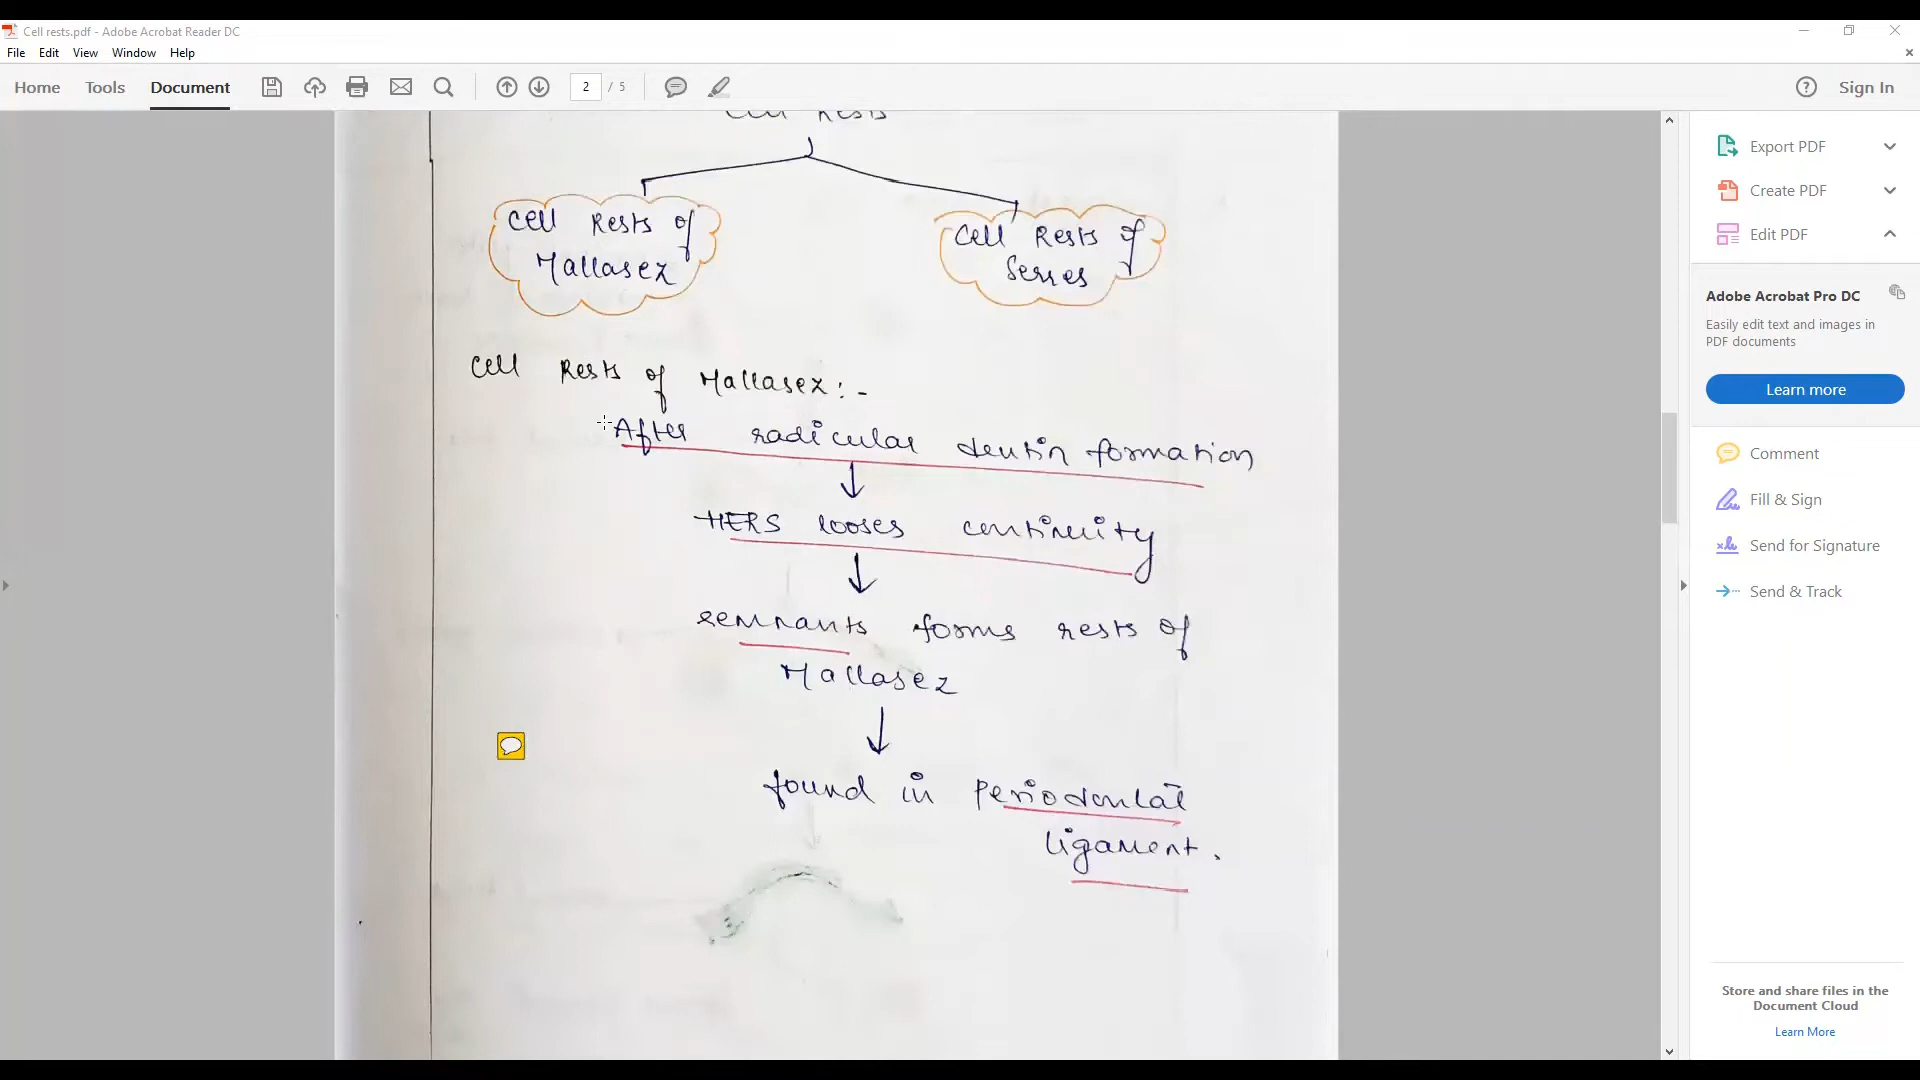 Cell rests.pdf - Adobe Acrobat Reader DC
File Edit View Window Help
Home Tools Document 2 / 5 Sign In
Cell Rests
Cell Rests of
Mallasez
Cell Rests of
Serres
Cell Rests of Mallasez :-
After radicular dentin formation
HERS looses continuity
remnants forms rests of
Mallasez
found in Periodontal
ligament.
Export PDF
Create PDF
Edit PDF
Adobe Acrobat Pro DC
Easily edit text and images in
PDF documents
Learn more
Comment
Fill & Sign
Send for Signature
Send & Track
Store and share files in the
Document Cloud
Learn More